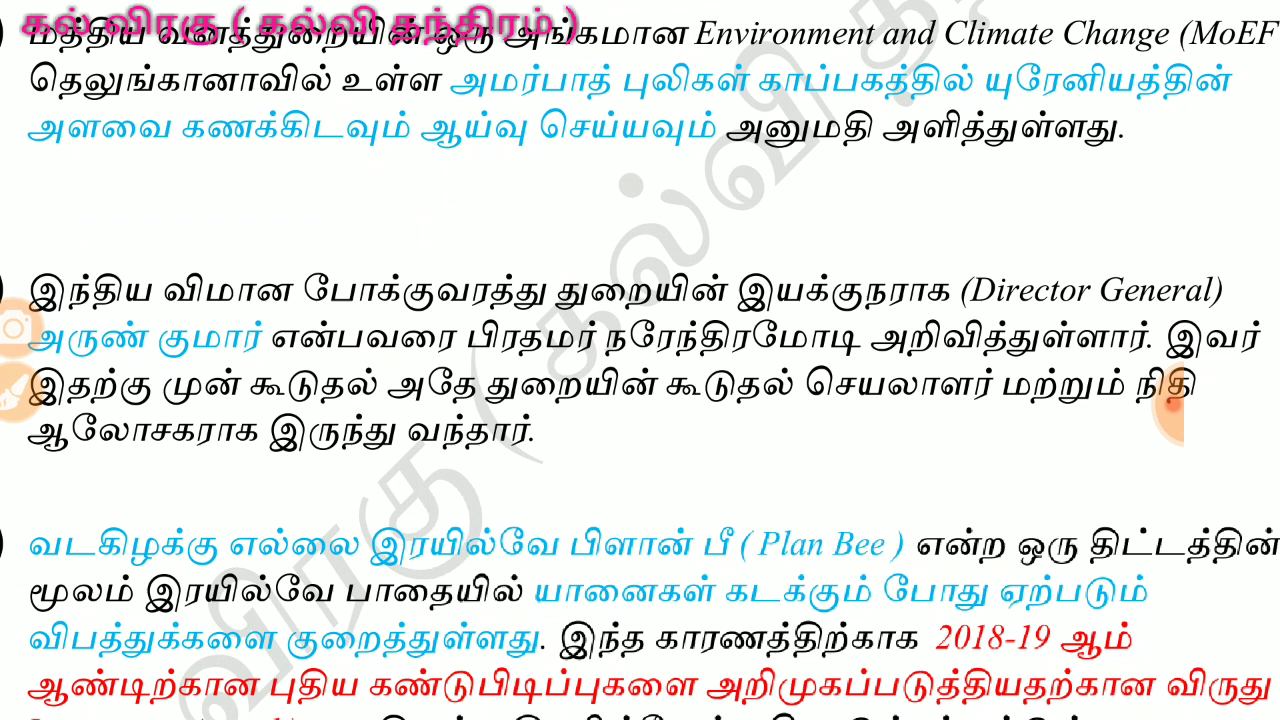 கல் விரகு ( கல்வி தந்திரம் )
மத்திய வனத்துறையின் ஒரு அங்கமான Environment and Climate Change (MoEF
தெலுங்கானாவில் உள்ள அமர்பாத் புலிகள் காப்பகத்தில் யுரேனியத்தின்
அளவை கணக்கிடவும் ஆய்வு செய்யவும் அனுமதி அளித்துள்ளது.
இந்திய விமான போக்குவரத்து துறையின் இயக்குநராக (Director General)
அருண் குமார் என்பவரை பிரதமர் நரேந்திரமோடி அறிவித்துள்ளார். இவர்
இதற்கு முன் கூடுதல் அதே துறையின் கூடுதல் செயலாளர் மற்றும் நிதி
ஆலோசகராக இருந்து வந்தார்.
வடகிழக்கு எல்லை இரயில்வே பிளான் பீ ( Plan Bee ) என்ற ஒரு திட்டத்தின்
மூலம் இரயில்வே பாதையில் யானைகள் கடக்கும் போது ஏற்படும்
விபத்துக்களை குறைத்துள்ளது. இந்த காரணத்திற்காக 2018-19 ஆம்
ஆண்டிற்கான புதிய கண்டுபிடிப்புகளை அறிமுகப்படுத்தியதற்கான விருது